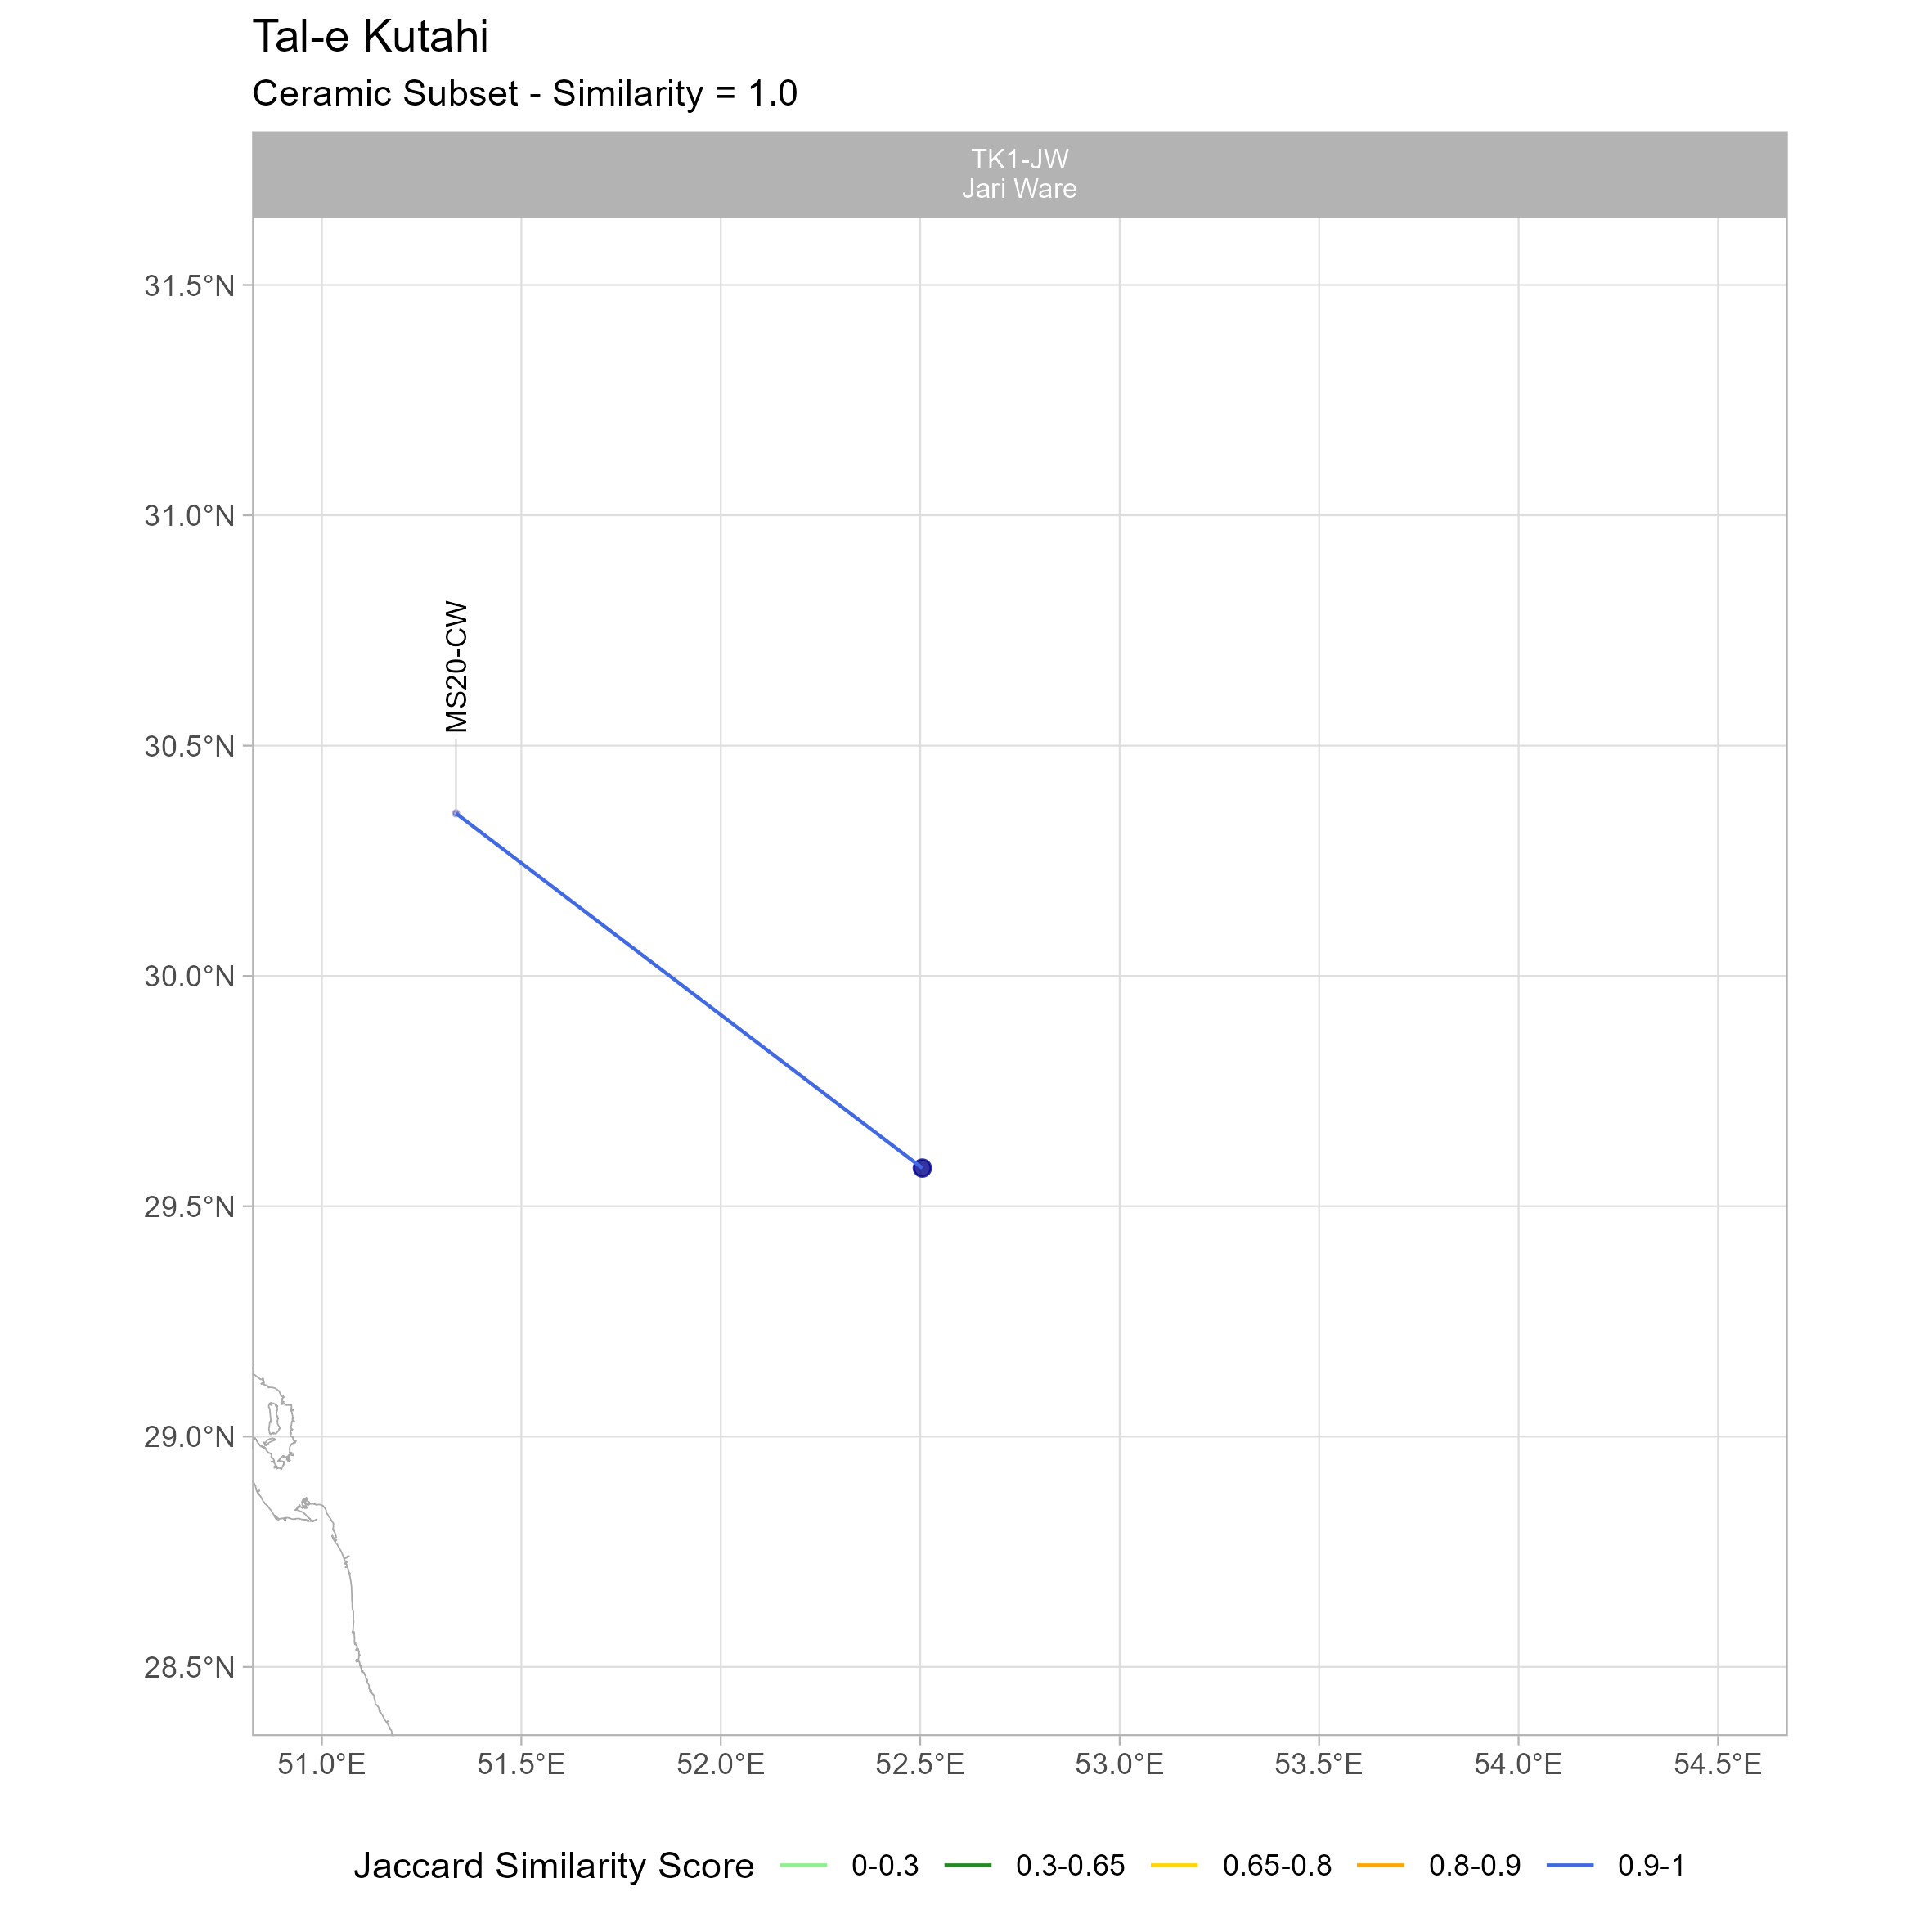 Tal-e Kutahi
Ceramic Subset - Similarity = 1.0
TK1-JW
Jari Ware
31.5°N
31.0°N
MS20-CW
30.5°N
30.0°N
29.5°N
29.0°N
28.5°N
51.0°E 51.5°E 52.0°E 52.5°E 53.0°E 53.5°E 54.0°E 54.5°E
Jaccard Similarity Score 0-0.3 0.3-0.65 0.65-0.8 0.8-0.9 0.9-1